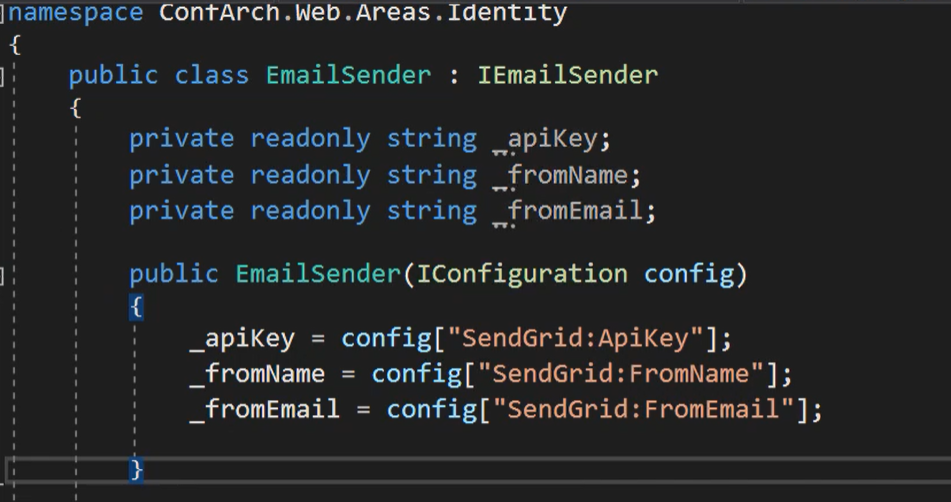 namespace ConfArch.Web.Areas.Identity
{
public class EmailSender : IEmailSender
{
private readonly string _apiKey;
private readonly string _fromName;
private readonly string _fromEmail;
public EmailSender(IConfiguration config)
{
_apiKey = config["SendGrid:ApiKey"];
_fromName = config["SendGrid:FromName"];
_fromEmail = config["SendGrid:FromEmail"];
}